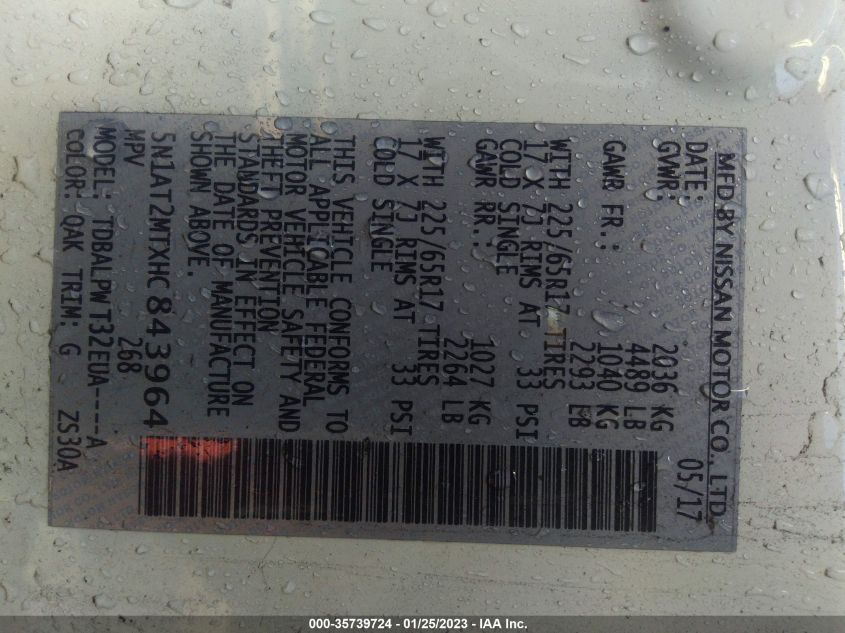 MFD BY NISSAN MOTOR CO., LTD.
DATE: 05/17
GVWR: 2036 KG
4489 LB
GAWR FR.: 1040 KG
2293 LB
WITH 225/65R17 TIRES
17 X 7J RIMS AT 33 PSI
COLD SINGLE
GAWR RR.: 1027 KG
2264 LB
WITH 225/65R17 TIRES
17 X 7J RIMS AT 33 PSI
COLD SINGLE
THIS VEHICLE CONFORMS TO
ALL APPLICABLE FEDERAL
MOTOR VEHICLE SAFETY AND
THEFT PREVENTION
STANDARDS IN EFFECT ON
THE DATE OF MANUFACTURE
SHOWN ABOVE.
5N1AT2MTXHC843964
MPV 268
MODEL: TDBALPW T32EUA----A
COLOR: QAK TRIM: G ZS30A
000-35739724 - 01/25/2023 - IAA Inc.